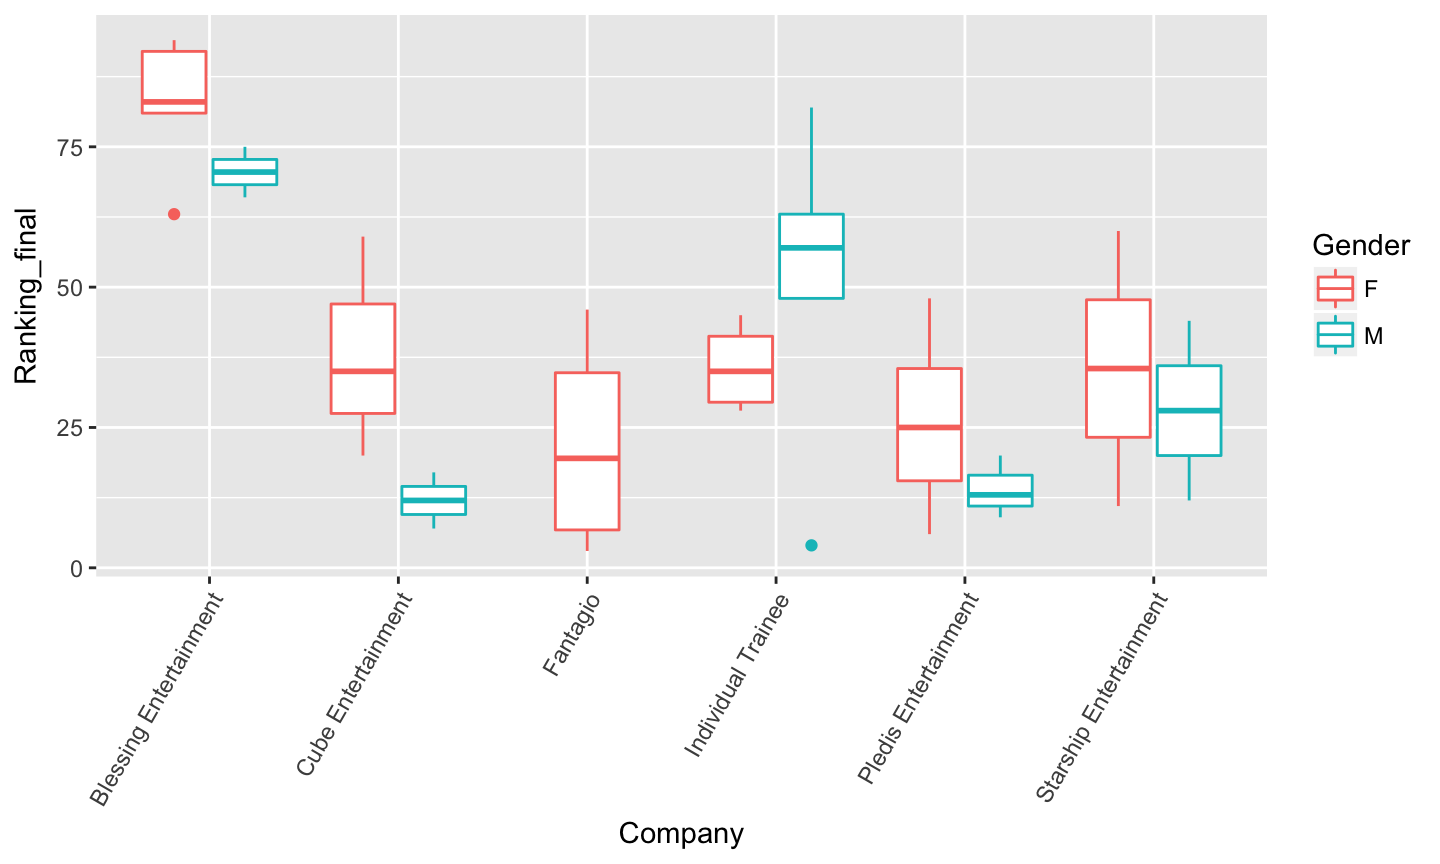 Ranking_final
75
50
25
0
Blessing Entertainment
Cube Entertainment
Fantagio
Individual Trainee
Pledis Entertainment
Starship Entertainment
Company
Gender
F
M